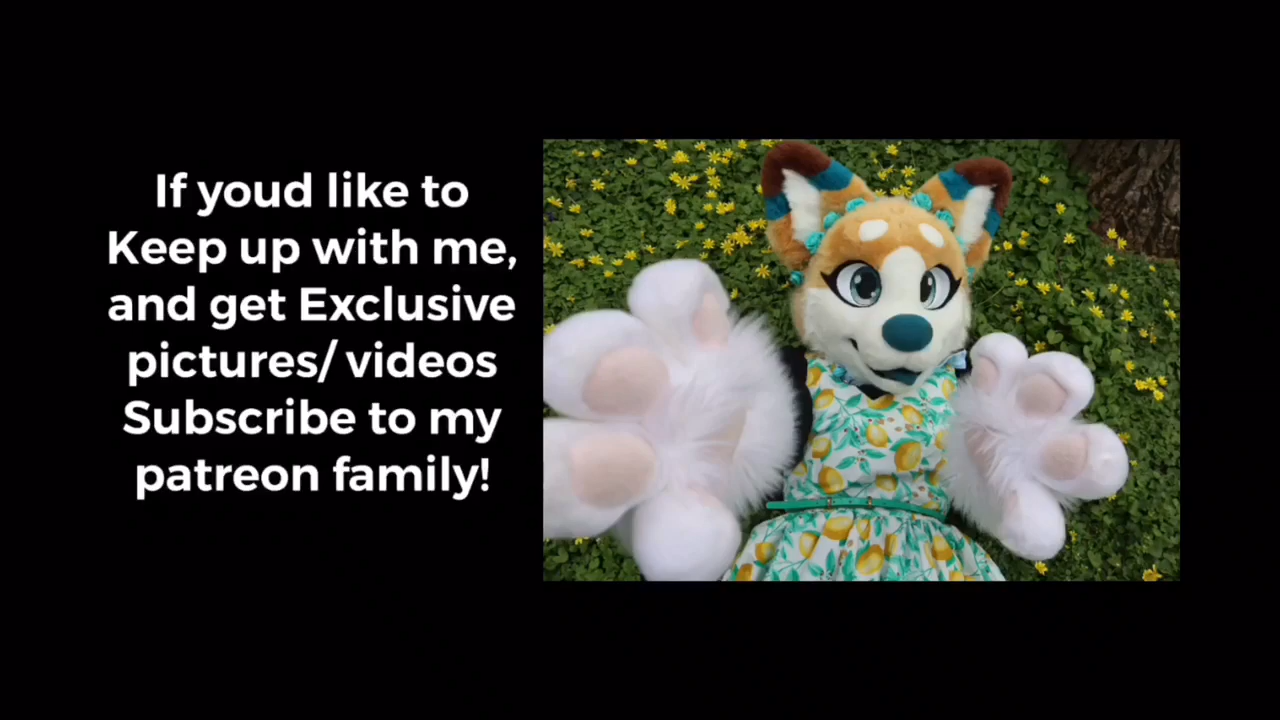 If youd like to
Keep up with me,
and get Exclusive
pictures/ videos
Subscribe to my
patreon family!